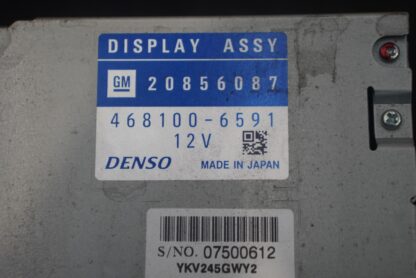 DISPLAY ASSY
GM 20856087
468100-6591
12V
DENSO MADE IN JAPAN
S/NO. 07500612
YKV245GWY2